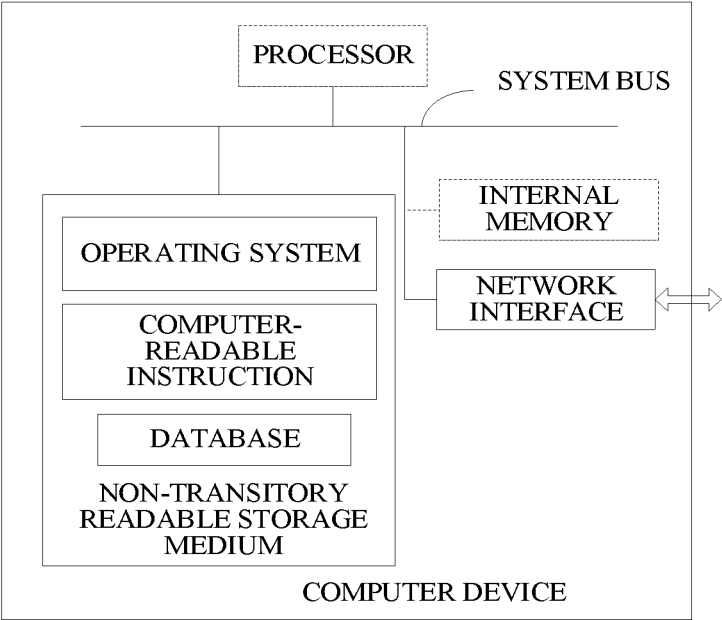 PROCESSOR
SYSTEM BUS
INTERNAL
MEMORY
OPERATING SYSTEM
NETWORK
INTERFACE
COMPUTER-
READABLE
INSTRUCTION
DATABASE
NON-TRANSITORY
READABLE STORAGE
MEDIUM
COMPUTER DEVICE